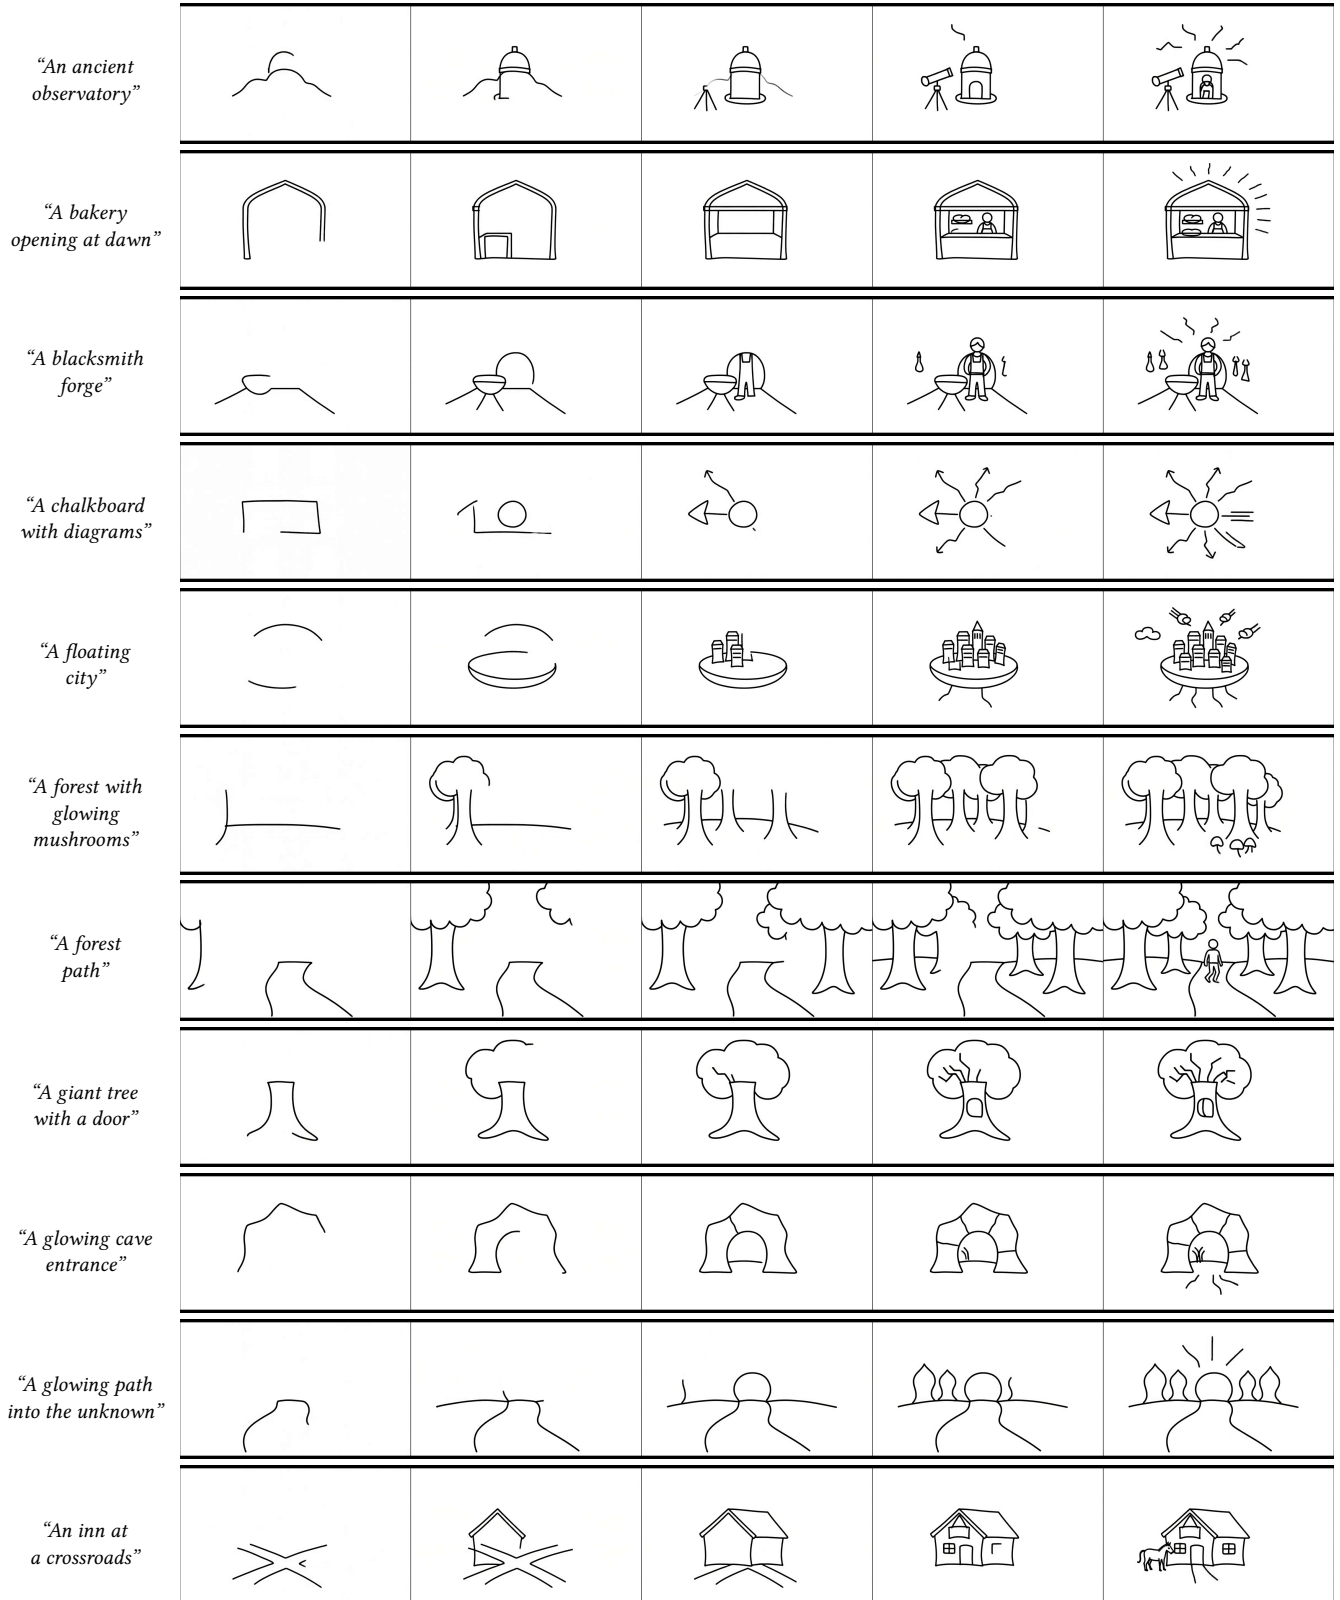 “An ancient
observatory”
“A bakery
opening at dawn”
“A blacksmith
forge”
“A chalkboard
with diagrams”
“A floating
city”
“A forest with
glowing
mushrooms”
“A forest
path”
“A giant tree
with a door”
“A glowing cave
entrance”
“A glowing path
into the unknown”
“An inn at
a crossroads”